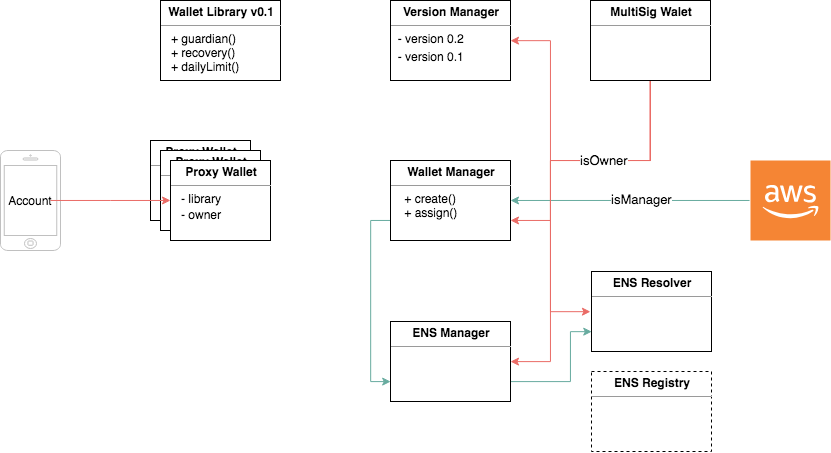 Wallet Library v0.1
+ guardian()
+ recovery()
+ dailyLimit()
Version Manager
- version 0.2
- version 0.1
MultiSig Walet
isOwner
Proxy Wallet
Proxy Wallet
Proxy Wallet
- library
- owner
Account
Wallet Manager
+ create()
+ assign()
isManager
aws
ENS Resolver
ENS Manager
ENS Registry